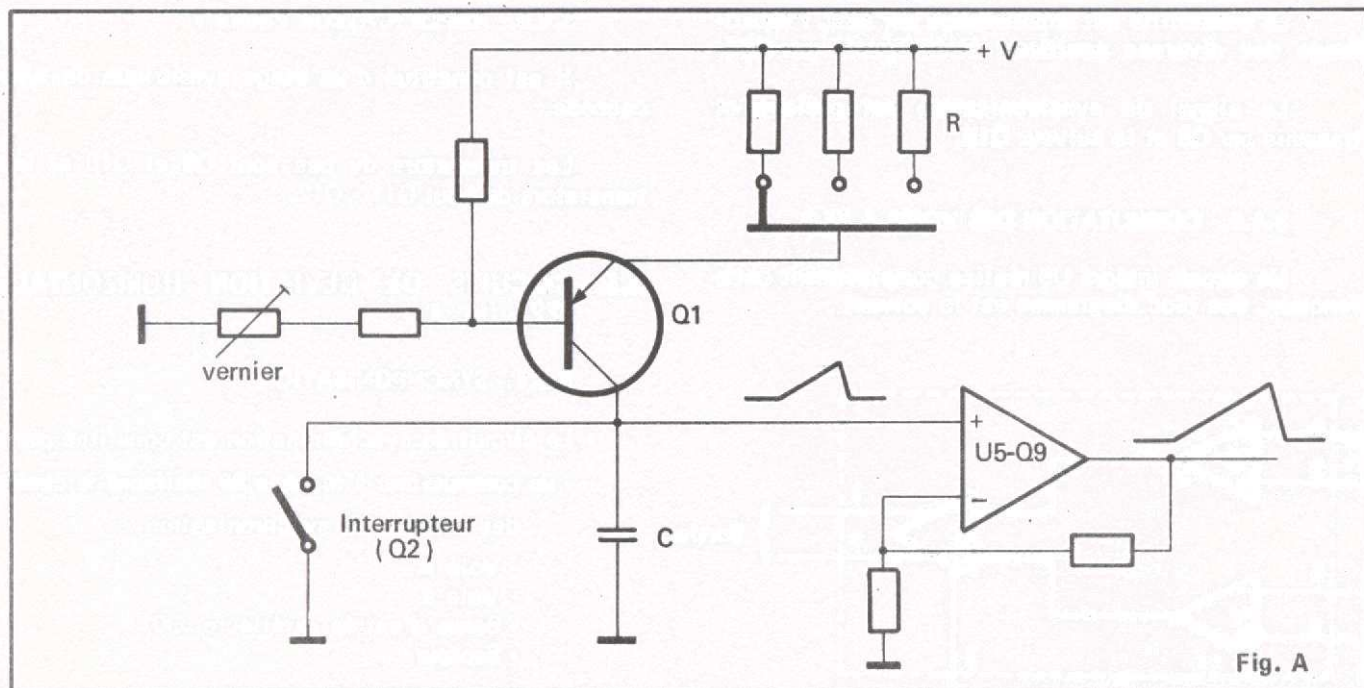 + V
R
Q1
vernier
+
U5-Q9
−
Interrupteur
( Q2 )
C
Fig. A